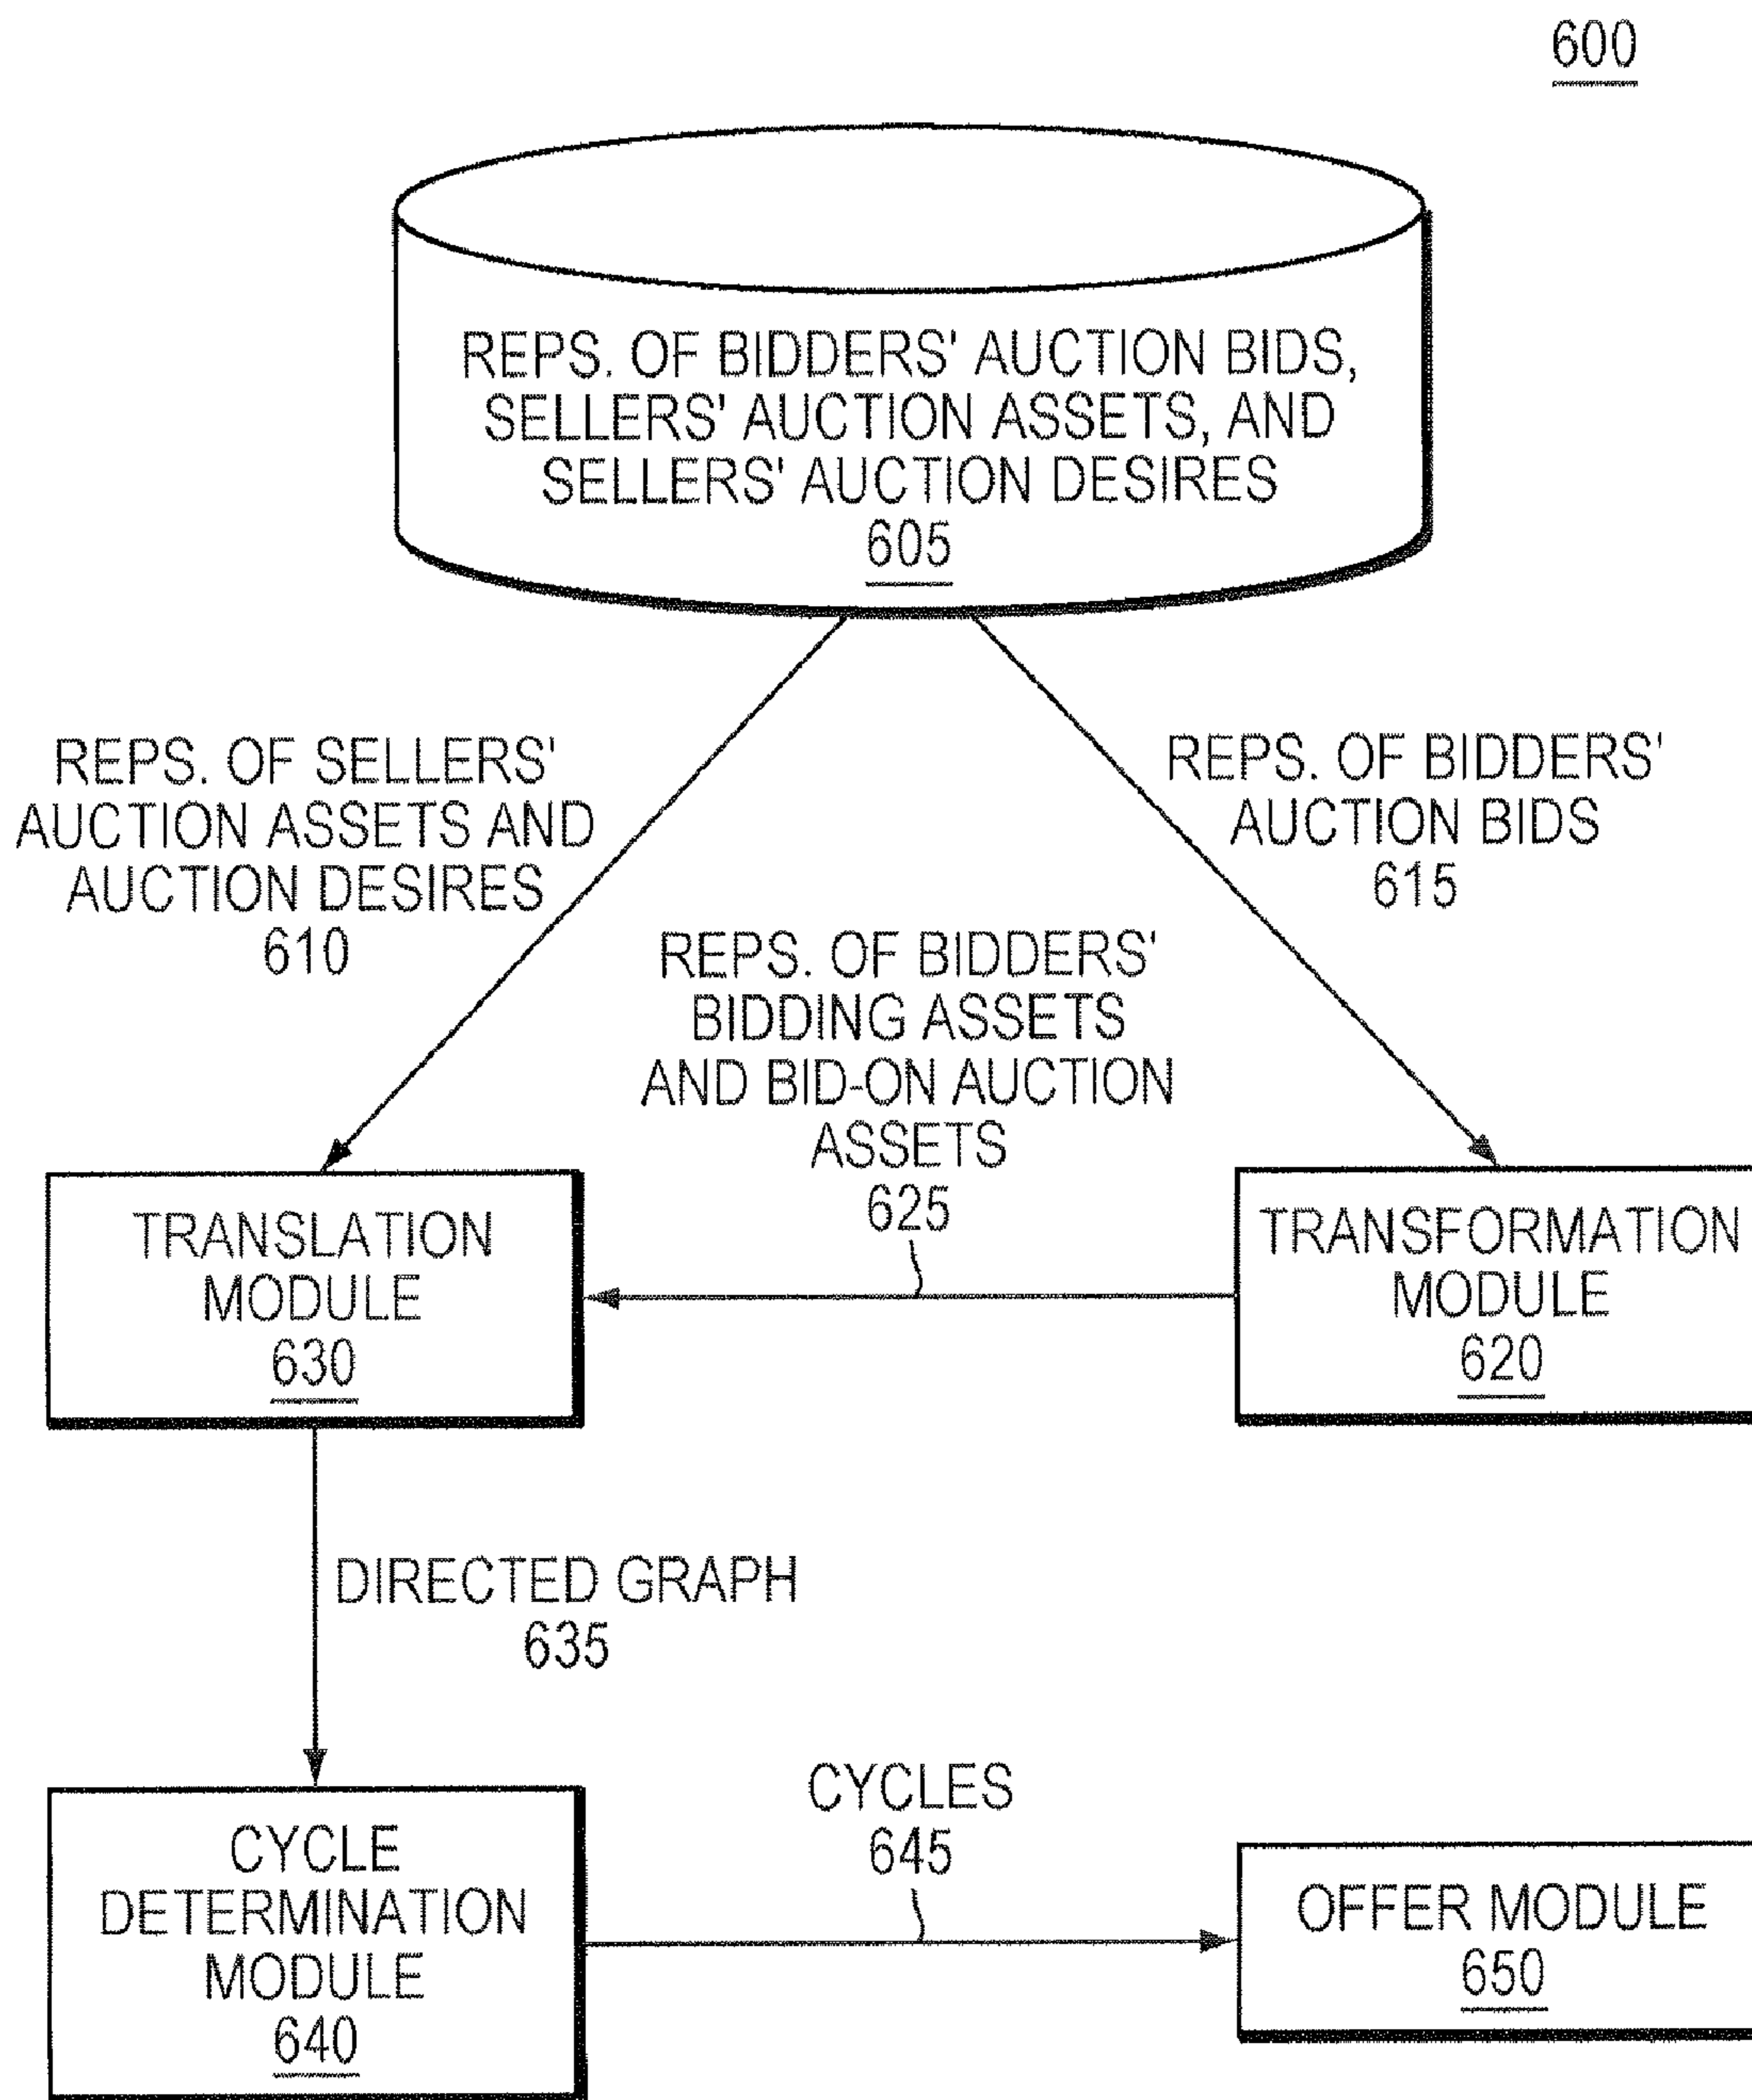 600
REPS. OF BIDDERS' AUCTION BIDS,
SELLERS' AUCTION ASSETS, AND
SELLERS' AUCTION DESIRES
605
REPS. OF SELLERS'
AUCTION ASSETS AND
AUCTION DESIRES
610
REPS. OF BIDDERS'
AUCTION BIDS
615
REPS. OF BIDDERS'
BIDDING ASSETS
AND BID-ON AUCTION
ASSETS
625
TRANSLATION
MODULE
630
TRANSFORMATION
MODULE
620
DIRECTED GRAPH
635
CYCLE
DETERMINATION
MODULE
640
CYCLES
645
OFFER MODULE
650